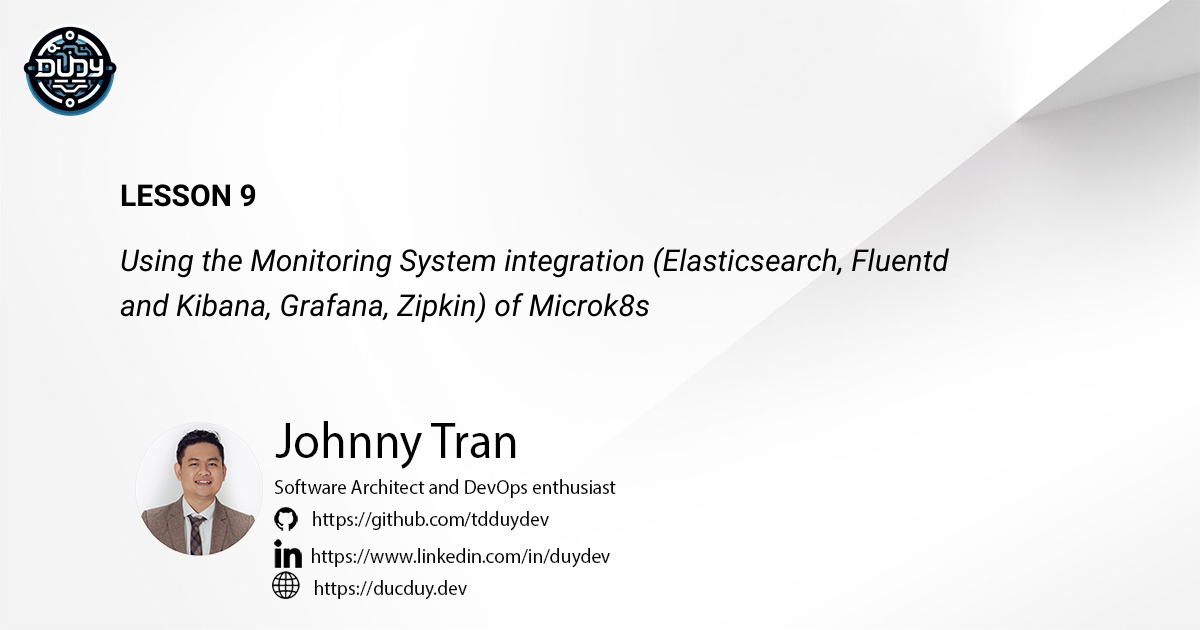 DUDY
LESSON 9
Using the Monitoring System integration (Elasticsearch, Fluentd
and Kibana, Grafana, Zipkin) of Microk8s
Johnny Tran
Software Architect and DevOps enthusiast
https://github.com/tdduydev
in https://www.linkedin.com/in/duydev
https://ducduy.dev